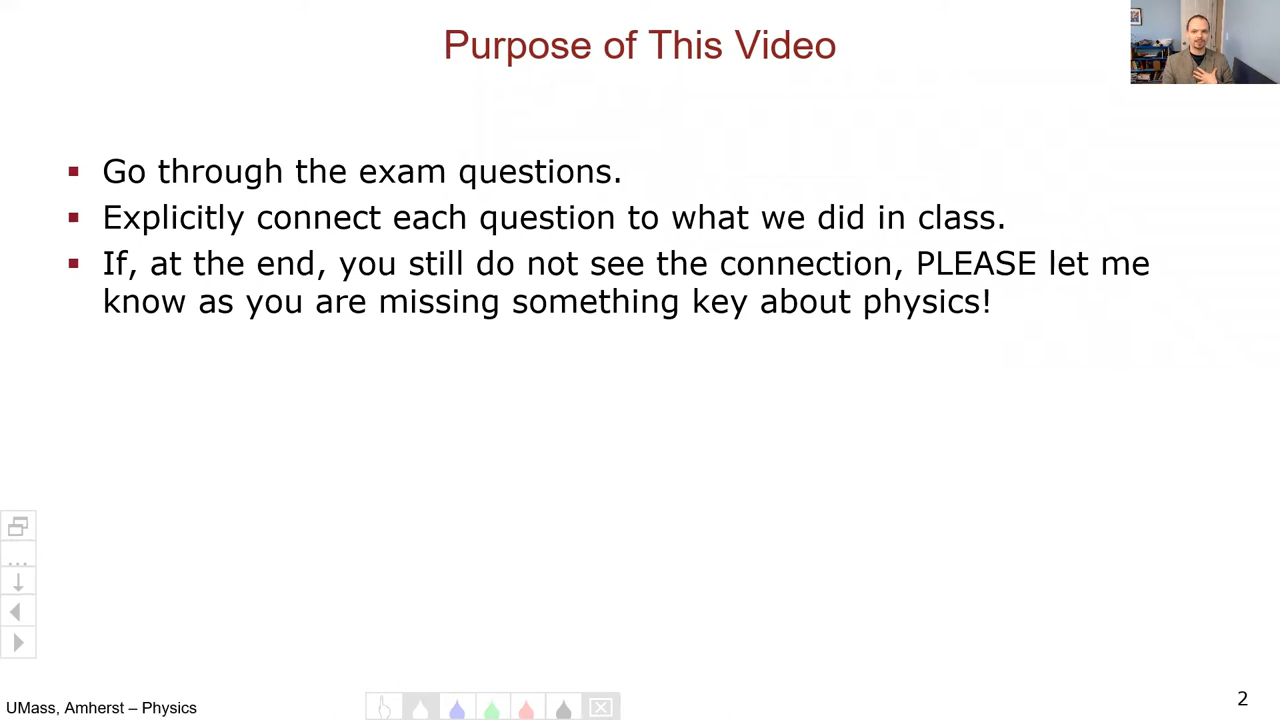 Purpose of This Video
▪ Go through the exam questions.
▪ Explicitly connect each question to what we did in class.
▪ If, at the end, you still do not see the connection, PLEASE let me
know as you are missing something key about physics!
UMass, Amherst – Physics
2